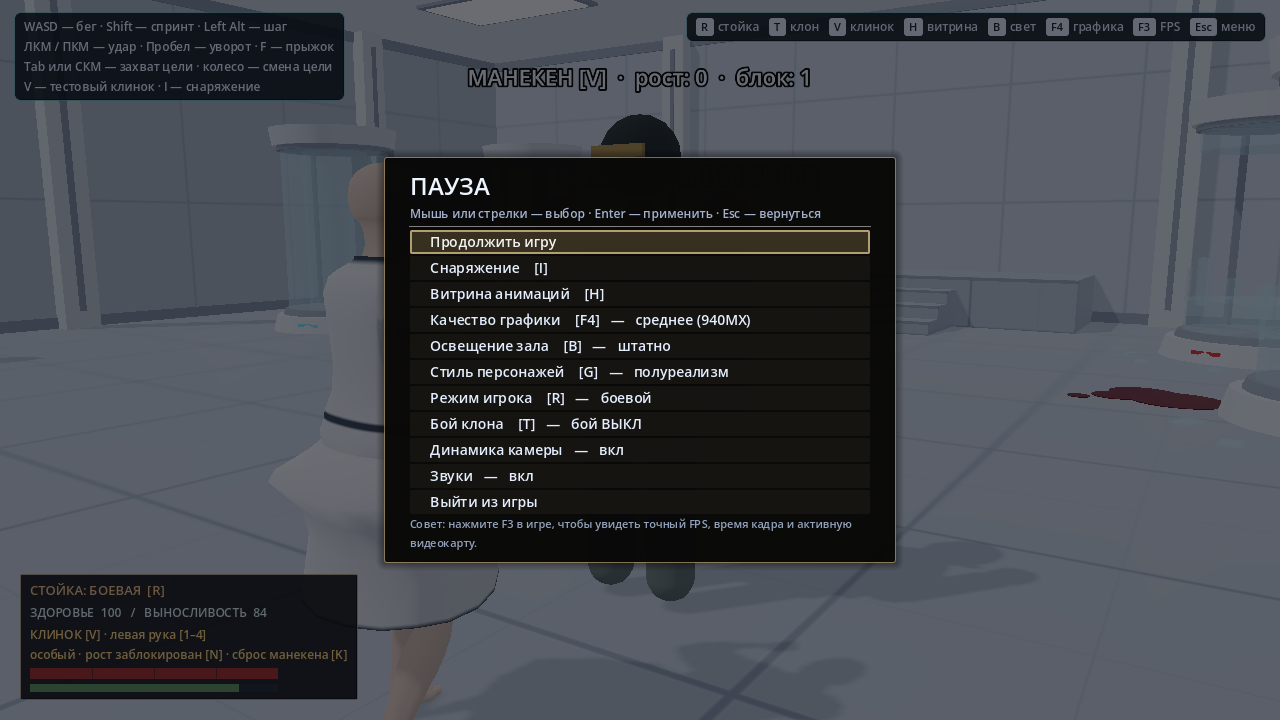 WASD — бег · Shift — спринт · Left Alt — шаг
ЛКМ / ПКМ — удар · Пробел — уворот · F — прыжок
Tab или СКМ — захват цели · колесо — смена цели
V — тестовый клинок · I — снаряжение
R стойка T клон V клинок H витрина B свет F4 графика F3 FPS Esc меню
МАНЕКЕН [V] · рост: 0 · блок: 1
ПАУЗА
Мышь или стрелки — выбор · Enter — применить · Esc — вернуться
Продолжить игру
Снаряжение [I]
Витрина анимаций [H]
Качество графики [F4] — среднее (940MX)
Освещение зала [B] — штатно
Стиль персонажей [G] — полуреализм
Режим игрока [R] — боевой
Бой клона [T] — бой ВЫКЛ
Динамика камеры — вкл
Звуки — вкл
Выйти из игры
Совет: нажмите F3 в игре, чтобы увидеть точный FPS, время кадра и активную
видеокарту.
СТОЙКА: БОЕВАЯ [R]
ЗДОРОВЬЕ 100 / ВЫНОСЛИВОСТЬ 84
КЛИНОК [V] · левая рука [1–4]
особый · рост заблокирован [N] · сброс манекена [K]